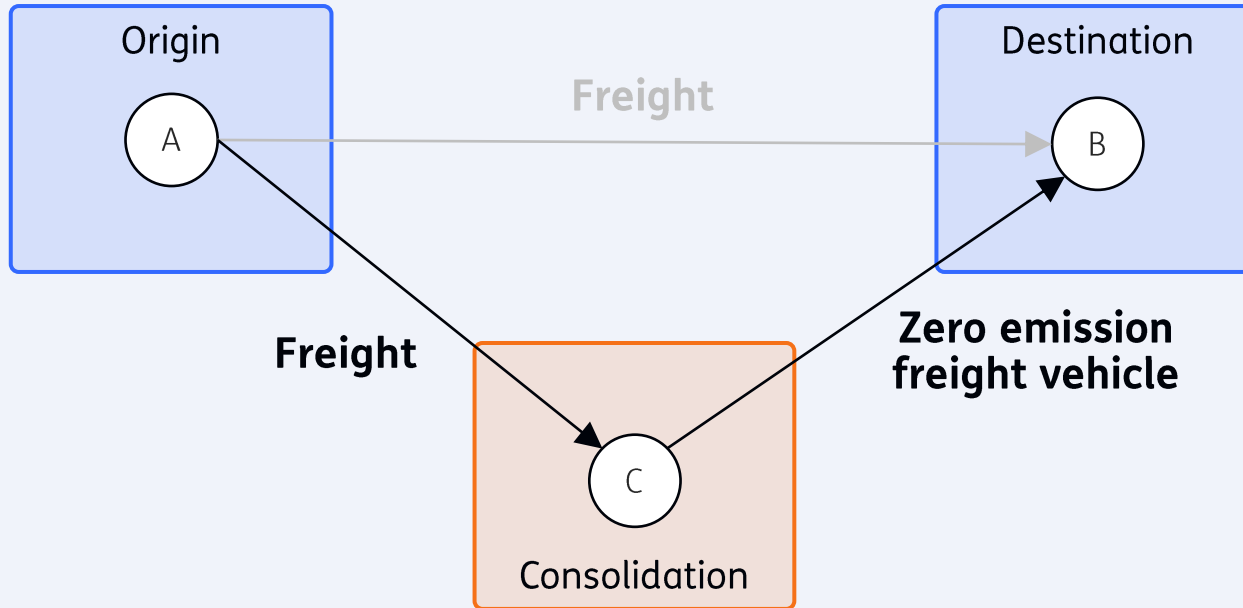 Origin
Destination
Freight
A
B
Zero emission
freight vehicle
Freight
C
Consolidation